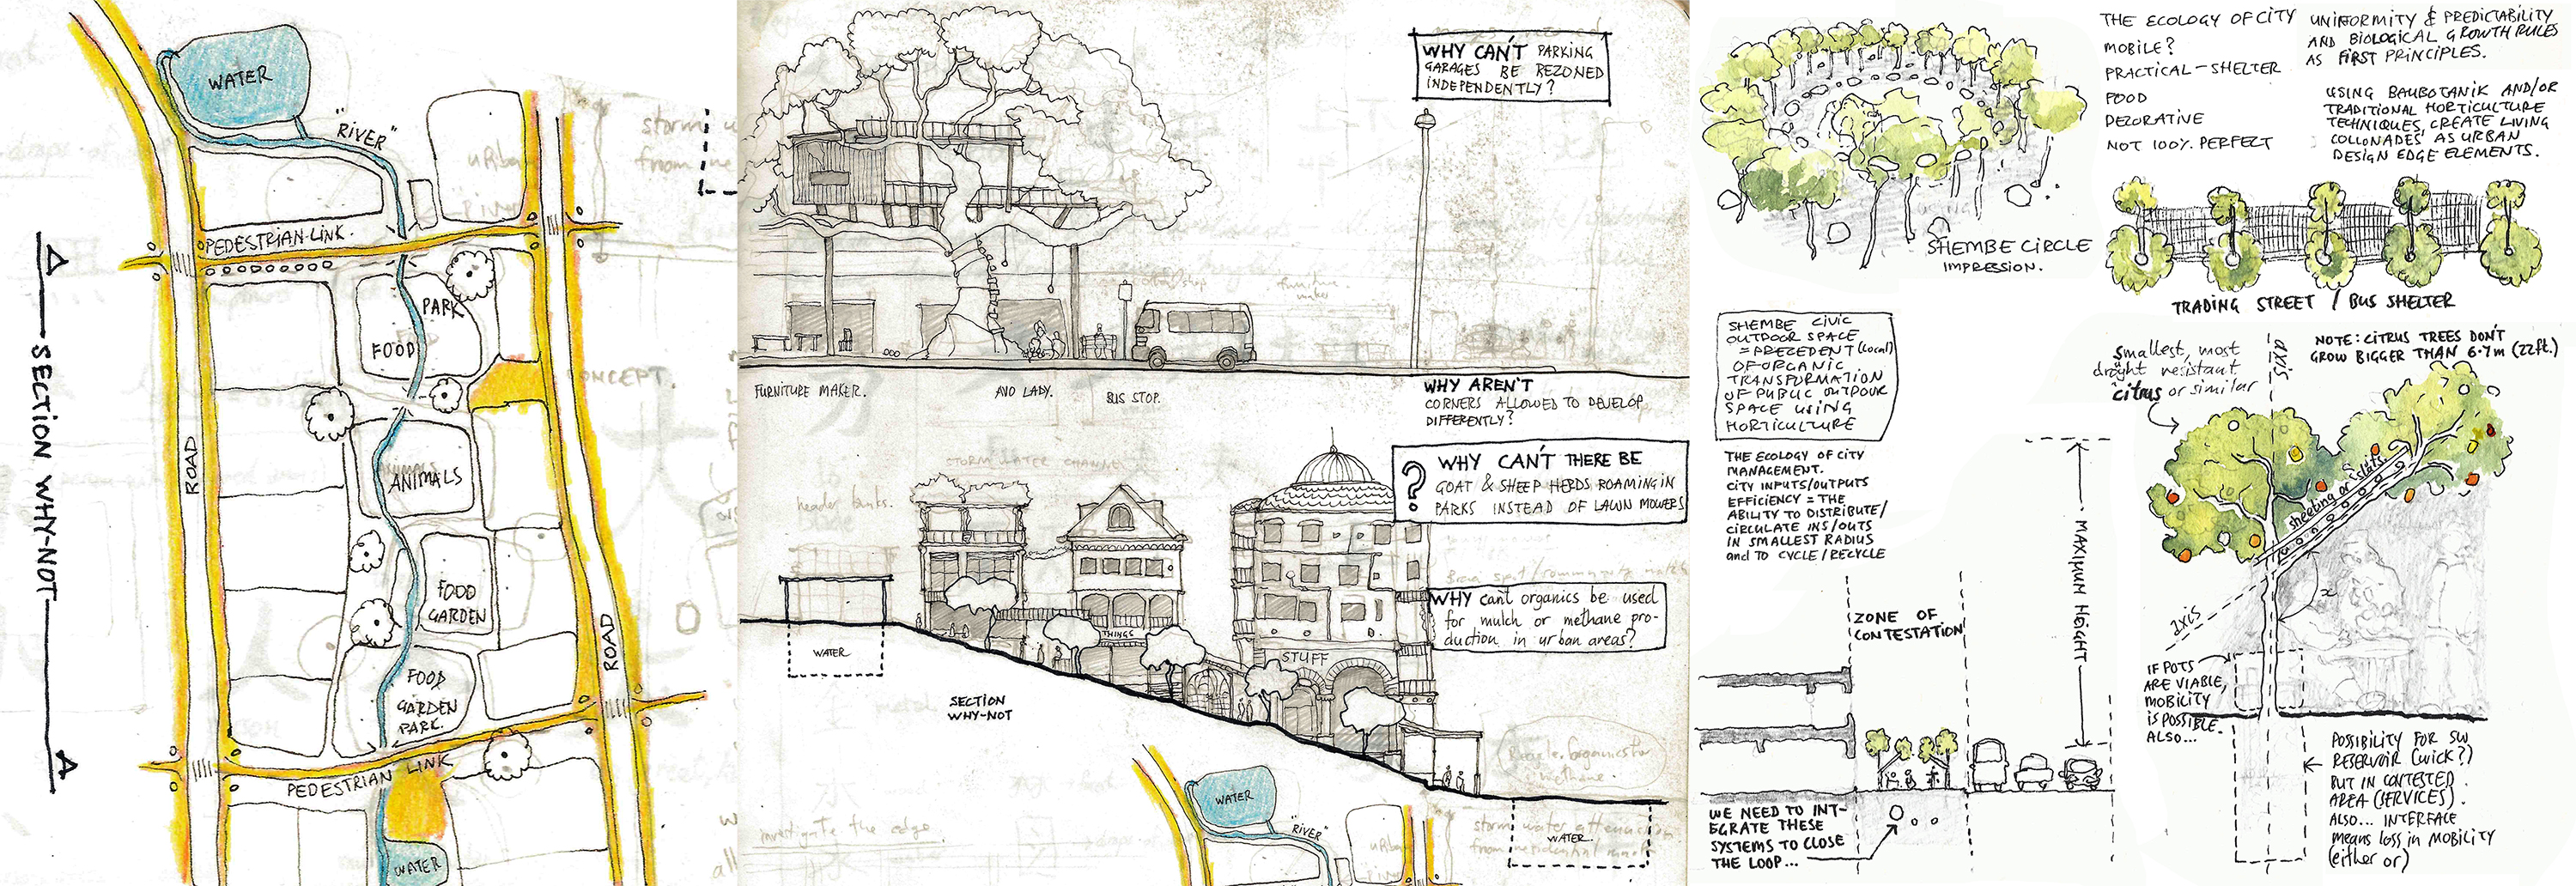 WATER
"RIVER"
PEDESTRIAN LINK.
PARK
FOOD
ROAD
ANIMALS
FOOD
GARDEN
ROAD
FOOD
GARDEN
PARK.
PEDESTRIAN LINK
WATER
A
SECTION WHY-NOT
A
urban
storm
from
CONCEPT.
WHY CAN'T PARKING
GARAGES BE REZONED
INDEPENDENTLY?
FURNITURE MAKER.
AVO LADY.
BUS STOP.
WHY AREN'T
CORNERS ALLOWED TO DEVELOP
DIFFERENTLY?
STORM WATER CHANNEL
header tanks.
? WHY CAN'T THERE BE
GOAT & SHEEP HERDS ROAMING IN
PARKS INSTEAD OF LAWN MOWERS
WHY can't organics be used
for mulch or methane pro-
duction in urban areas?
THINGS
STUFF
WATER
SECTION
WHY-NOT
Recycle organics to
methane.
investigate the edge.
WATER
"RIVER"
storm water attenuation
WATER.
THE ECOLOGY OF CITY
MOBILE?
PRACTICAL - SHELTER
FOOD
DECORATIVE
NOT 100% PERFECT
UNIFORMITY & PREDICTABILITY
AND BIOLOGICAL GROWTH RULES
AS FIRST PRINCIPLES.
USING BAUBOTANIK AND/OR
TRADITIONAL HORTICULTURE
TECHNIQUES, CREATE LIVING
COLLONADES AS URBAN
DESIGN EDGE ELEMENTS.
SHEMBE CIRCLE
IMPRESSION.
TRADING STREET / BUS SHELTER
SHEMBE CIVIC
OUTDOOR SPACE
= PRECEDENT (local)
OF ORGANIC
TRANSFORMATION
OF PUBLIC OUTDOUR
SPACE USING
HORTICULTURE
THE ECOLOGY OF CITY
MANAGEMENT.
CITY INPUTS/OUTPUTS
EFFICIENCY = THE
ABILITY TO DISTRIBUTE/
CIRCULATE INS/OUTS
IN SMALLEST RADIUS
and TO CYCLE/RECYCLE
smallest, most
droght resistant
citrus or similar
axis
NOTE: CITRUS TREES DON'T
GROW BIGGER THAN 6.7m (22ft.)
sheeting or slats.
axis
x
ZONE OF
CONTESTATION
MAXIMUM HEIGHT
WE NEED TO INT-
EGRATE THESE
SYSTEMS TO CLOSE
THE LOOP...
IF POTS
ARE VIABLE,
MOBILITY
IS POSSIBLE.
ALSO...
POSSIBILITY FOR SW
RESERVOIR (wick?)
BUT IN CONTESTED
AREA (SERVICES).
ALSO... INTERFACE
MEANS LOSS IN MOBILITY
(either or)